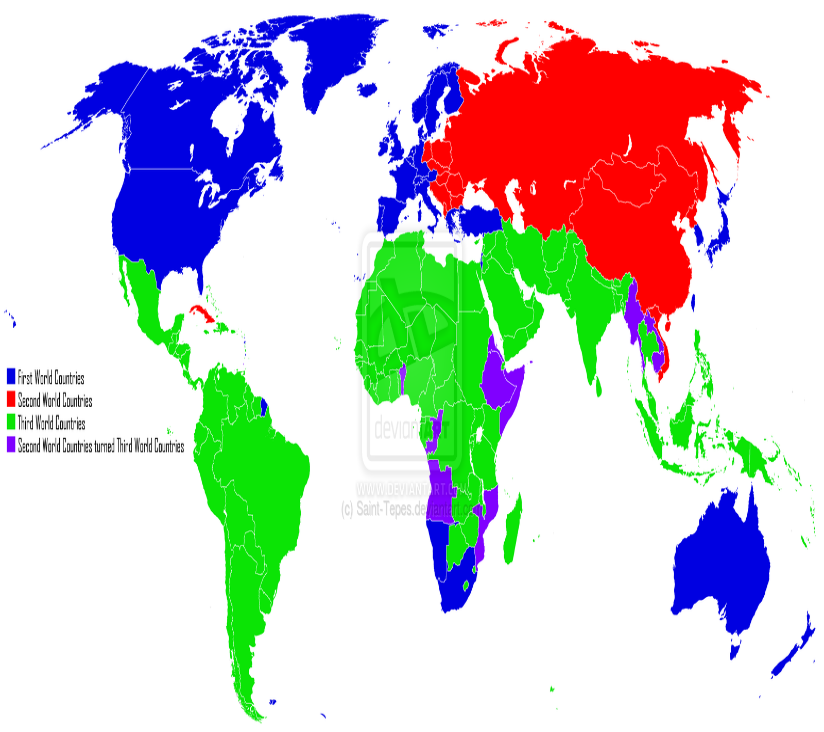 First World Countries
Second World Countries
Third World Countries
Second World Countries turned Third World Countries
deviantART
WWW.DEVIANTART.COM
(c) Saint-Tepes.deviantart.com